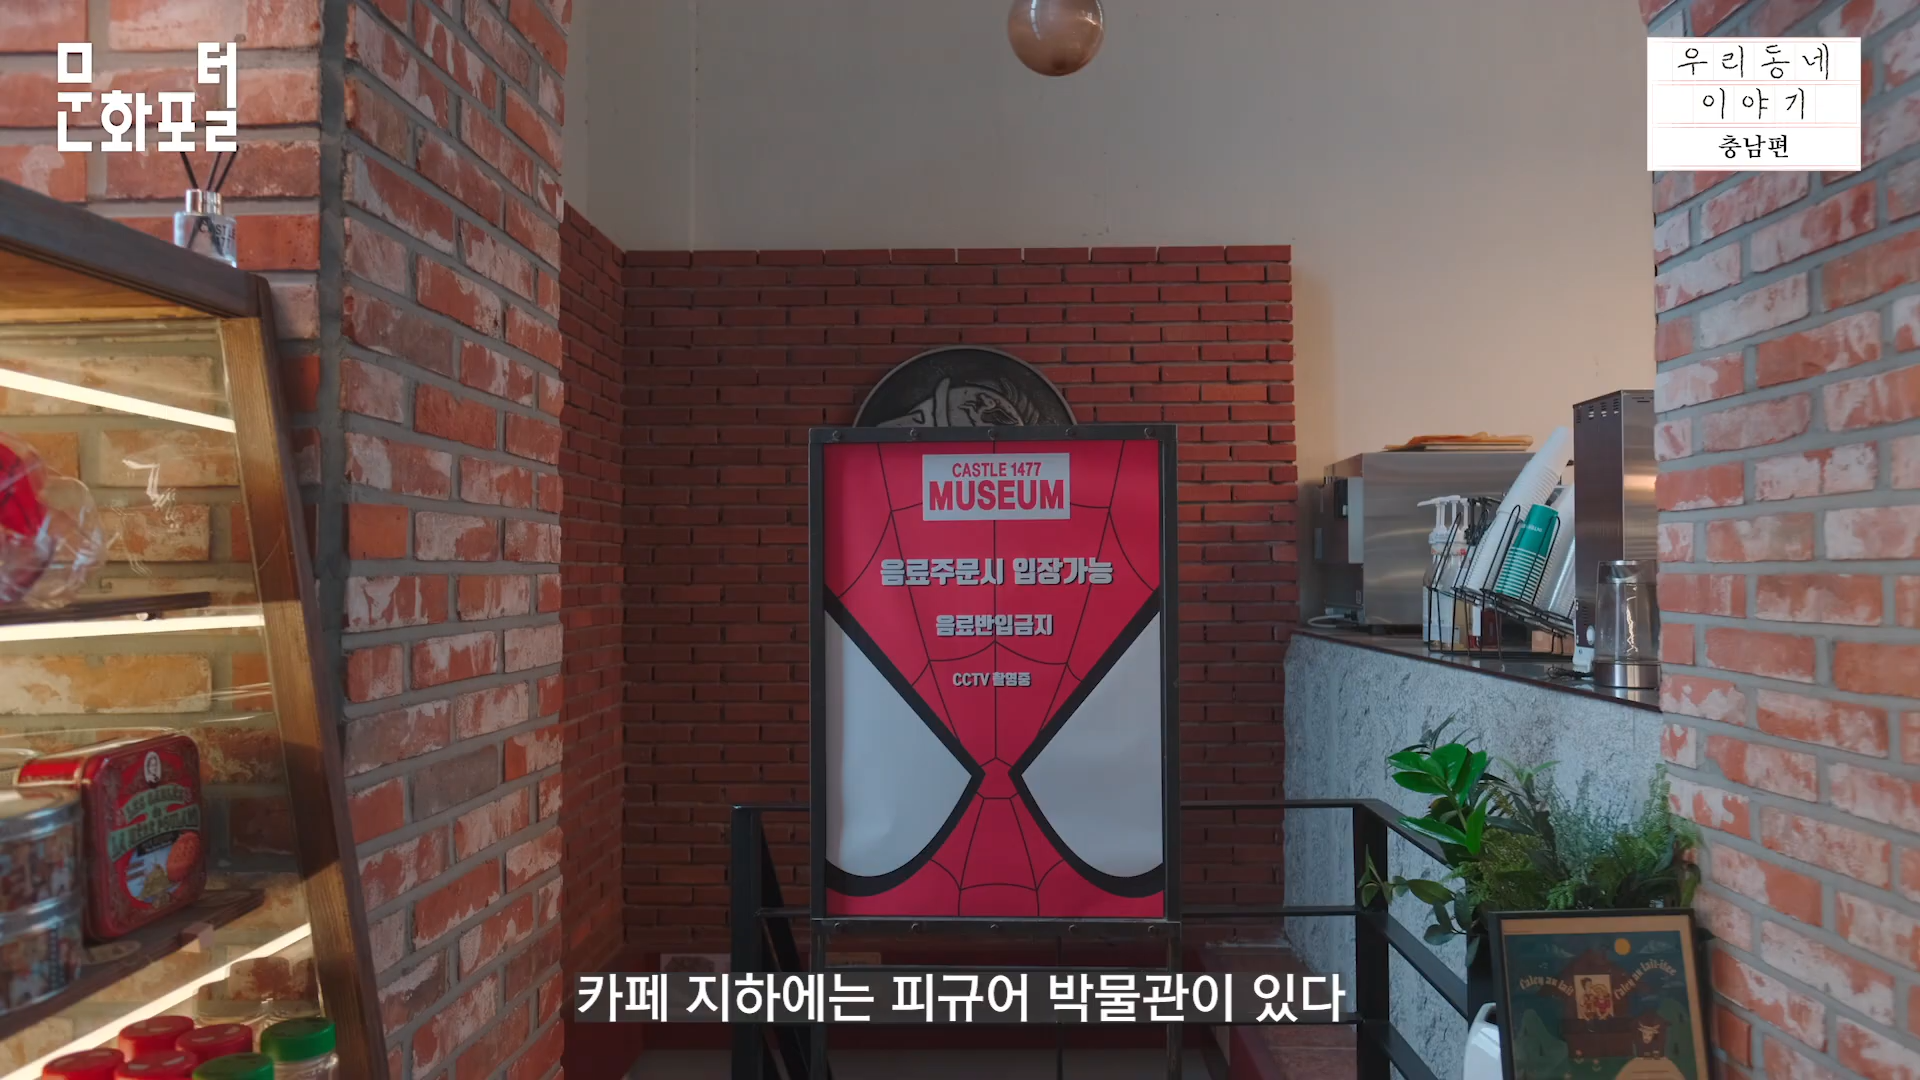 문화포털
우리동네
이야기
충남편
CASTLE 1477
MUSEUM
음료주문시 입장가능
음료반입금지
CCTV 촬영중
카페 지하에는 피규어 박물관이 있다